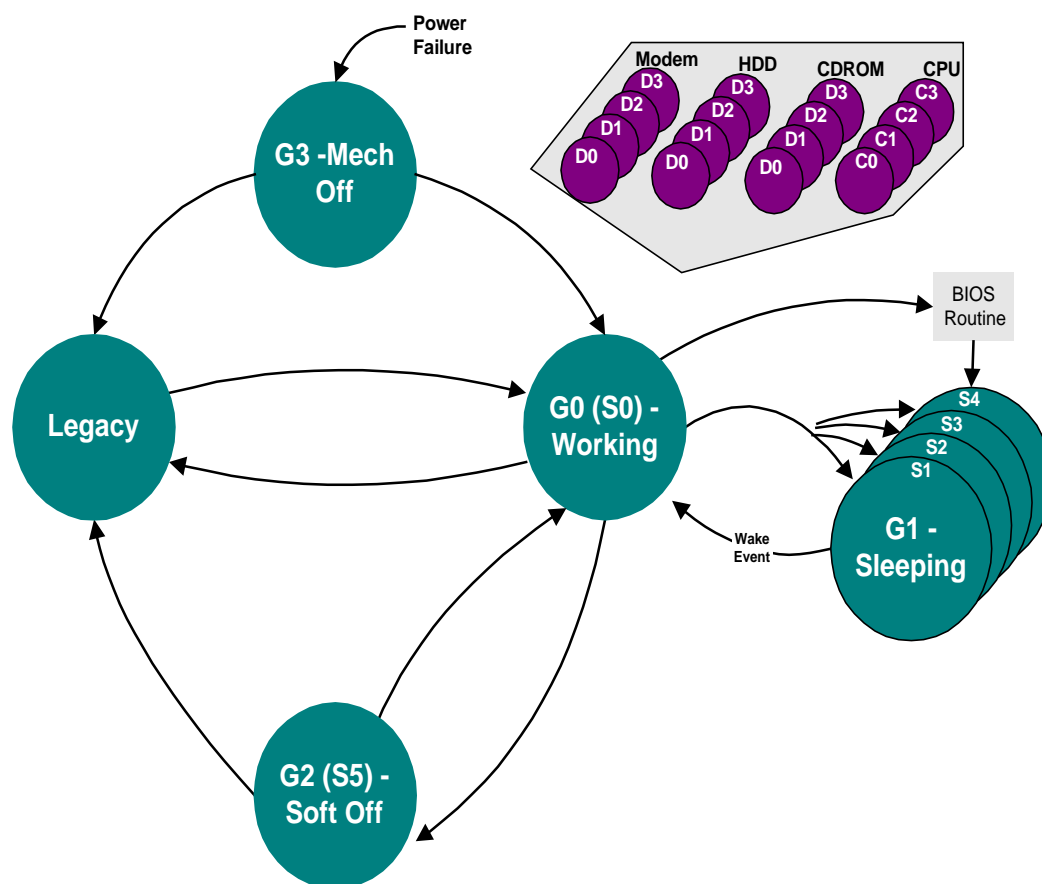 Power
Failure
G3 -Mech
Off
Modem
HDD
CDROM
CPU
D3
D2
D1
D0
D3
D2
D1
D0
D3
D2
D1
D0
C3
C2
C1
C0
BIOS
Routine
Legacy
G0 (S0) -
Working
S4
S3
S2
S1
G1 -
Sleeping
Wake
Event
G2 (S5) -
Soft Off